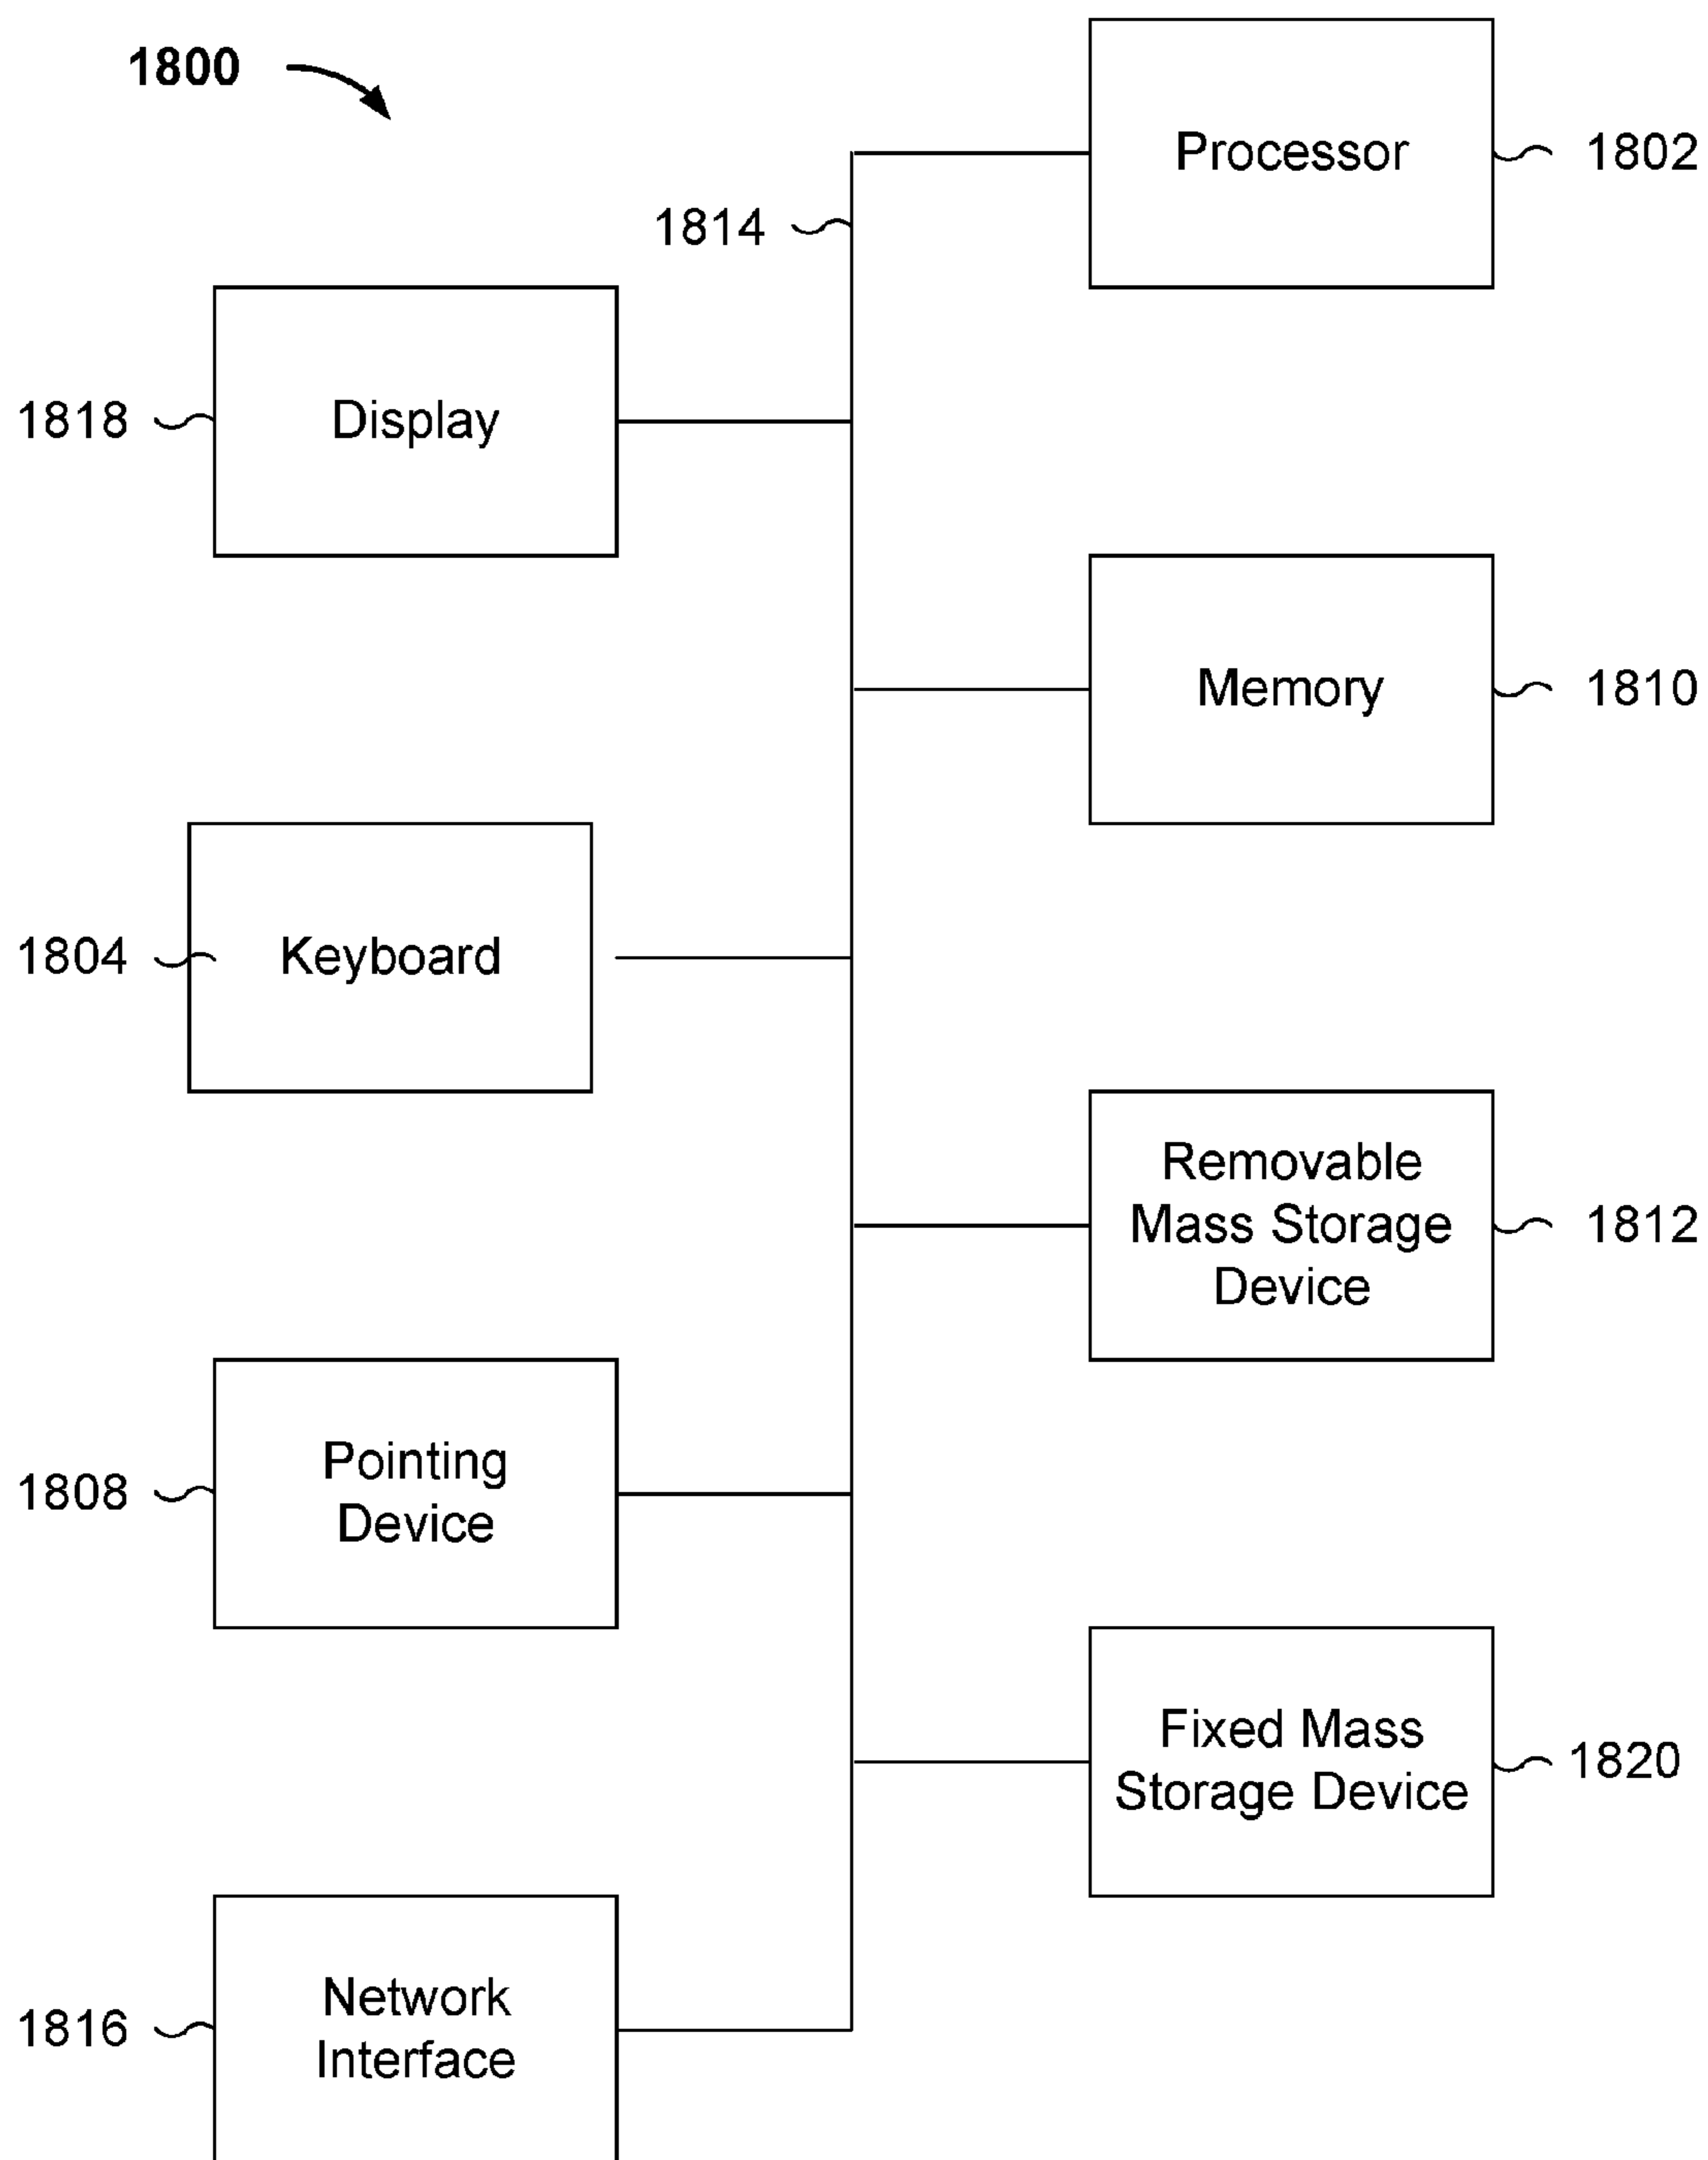 1800
Processor
1802
1814
1818
Display
Memory
1810
1804
Keyboard
Removable
Mass Storage
Device
1812
1808
Pointing
Device
Fixed Mass
Storage Device
1820
1816
Network
Interface